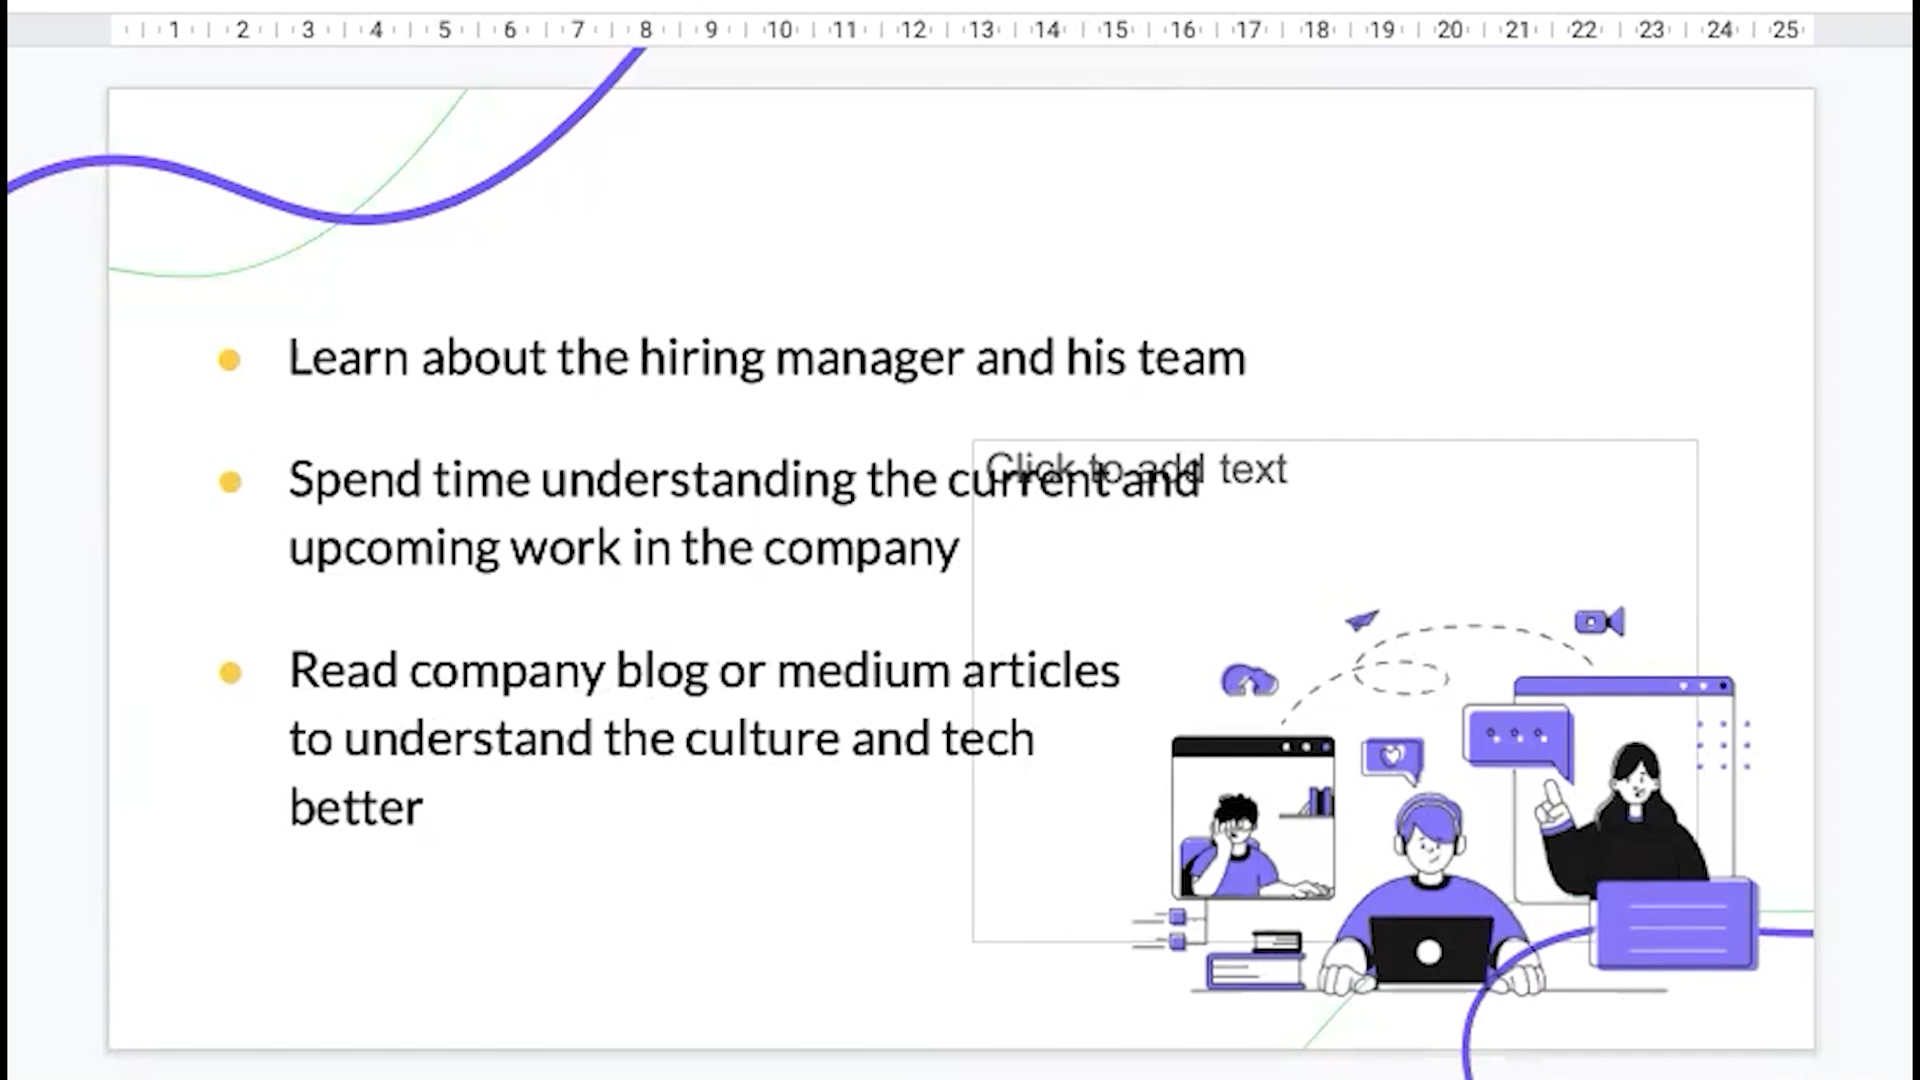 1 2 3 4 5 6 7 8 9 10 11 12 13 14 15 16 17 18 19 20 21 22 23 24 25
Learn about the hiring manager and his team
Click to add text
Spend time understanding the current and
upcoming work in the company
Read company blog or medium articles
to understand the culture and tech
better